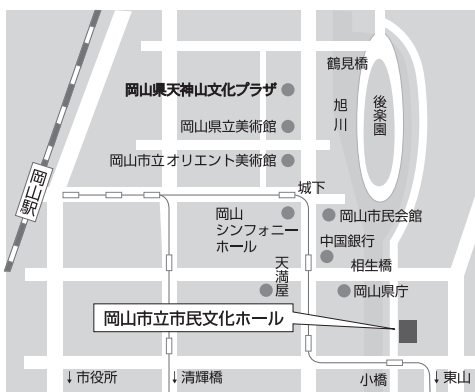 鶴見橋
岡山県天神山文化プラザ
旭川
後楽園
岡山県立美術館
岡山市立オリエント美術館
岡山駅
城下
岡山
シンフォニー
ホール
岡山市民会館
中国銀行
天満屋
相生橋
岡山県庁
岡山市立市民文化ホール
↓市役所
↓清輝橋
小橋
↓東山